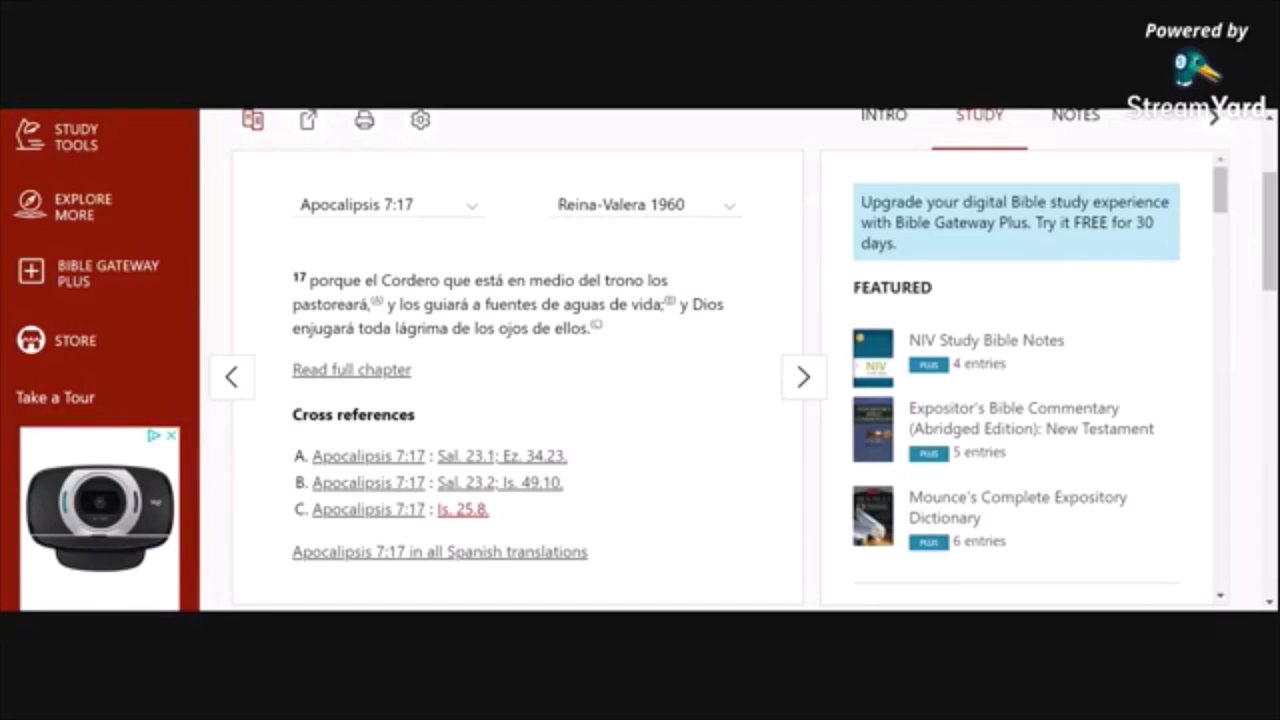 Powered by
StreamYard
STUDY
TOOLS
EXPLORE
MORE
BIBLE GATEWAY
PLUS
STORE
Take a Tour
INTRO
STUDY
NOTES
Apocalipsis 7:17
Reina-Valera 1960
17 porque el Cordero que está en medio del trono los
pastoreará,(A) y los guiará a fuentes de aguas de vida;(B) y Dios
enjugará toda lágrima de los ojos de ellos.(C)
Read full chapter
Cross references
A. Apocalipsis 7:17 : Sal. 23.1; Ez. 34.23.
B. Apocalipsis 7:17 : Sal. 23.2; Is. 49.10.
C. Apocalipsis 7:17 : Is. 25.8.
Apocalipsis 7:17 in all Spanish translations
Upgrade your digital Bible study experience
with Bible Gateway Plus. Try it FREE for 30
days.
FEATURED
NIV
NIV Study Bible Notes
PLUS 4 entries
Expositor's Bible Commentary
(Abridged Edition): New Testament
PLUS 5 entries
Mounce's Complete Expository
Dictionary
PLUS 6 entries